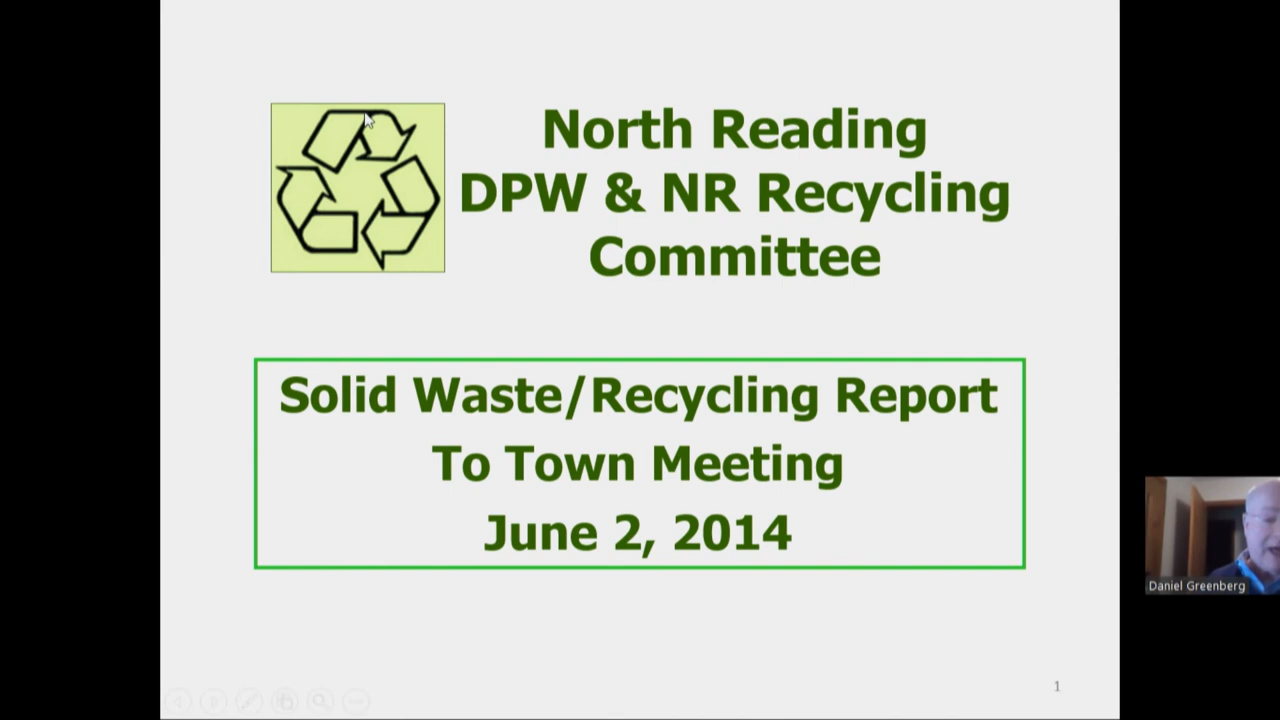 North Reading
DPW & NR Recycling
Committee
Solid Waste/Recycling Report
To Town Meeting
June 2, 2014
Daniel Greenberg
1